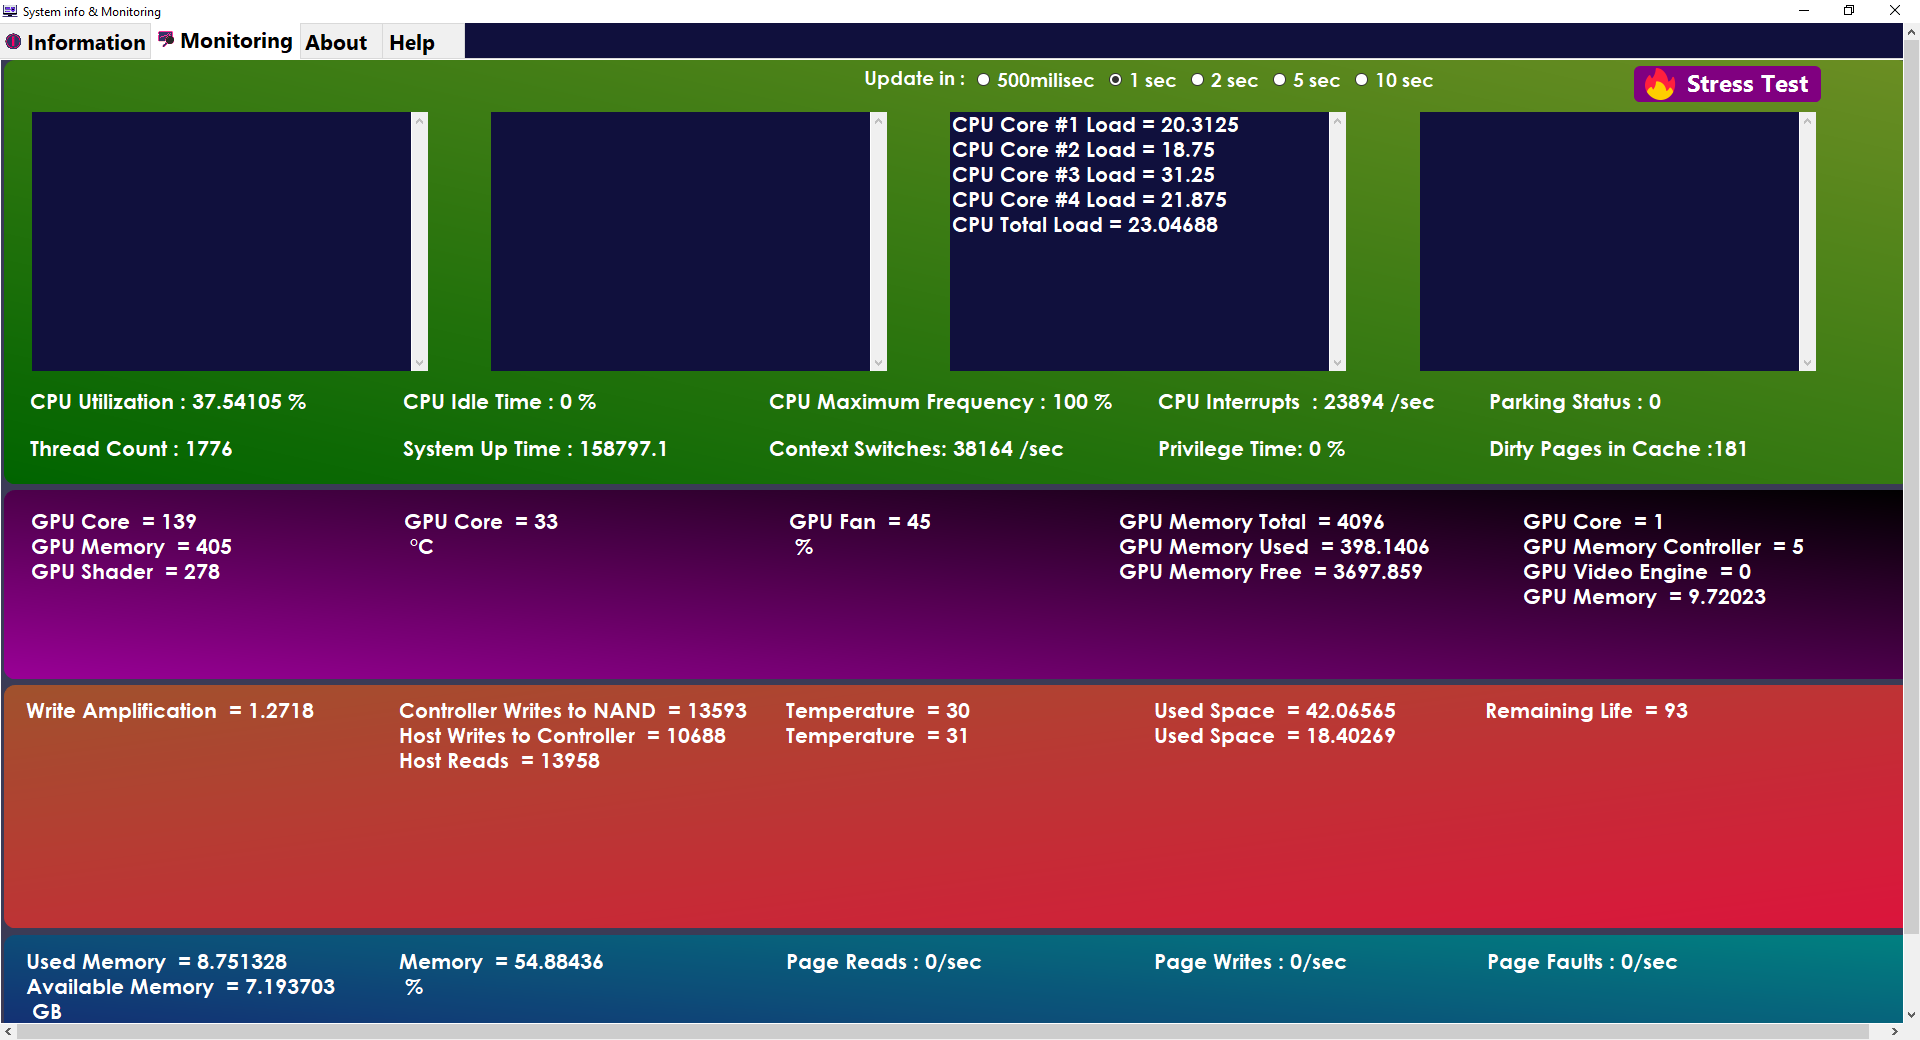 System info & Monitoring
Information Monitoring About Help
Update in : 500milisec 1 sec 2 sec 5 sec 10 sec
Stress Test
CPU Core #1 Load = 20.3125
CPU Core #2 Load = 18.75
CPU Core #3 Load = 31.25
CPU Core #4 Load = 21.875
CPU Total Load = 23.04688
CPU Utilization : 37.54105 % CPU Idle Time : 0 % CPU Maximum Frequency : 100 % CPU Interrupts : 23894 /sec Parking Status : 0
Thread Count : 1776 System Up Time : 158797.1 Context Switches: 38164 /sec Privilege Time: 0 % Dirty Pages in Cache :181
GPU Core = 139
GPU Memory = 405
GPU Shader = 278
GPU Core = 33
°C
GPU Fan = 45
%
GPU Memory Total = 4096
GPU Memory Used = 398.1406
GPU Memory Free = 3697.859
GPU Core = 1
GPU Memory Controller = 5
GPU Video Engine = 0
GPU Memory = 9.72023
Write Amplification = 1.2718
Controller Writes to NAND = 13593
Host Writes to Controller = 10688
Host Reads = 13958
Temperature = 30
Temperature = 31
Used Space = 42.06565
Used Space = 18.40269
Remaining Life = 93
Used Memory = 8.751328
Available Memory = 7.193703
GB
Memory = 54.88436
%
Page Reads : 0/sec
Page Writes : 0/sec
Page Faults : 0/sec